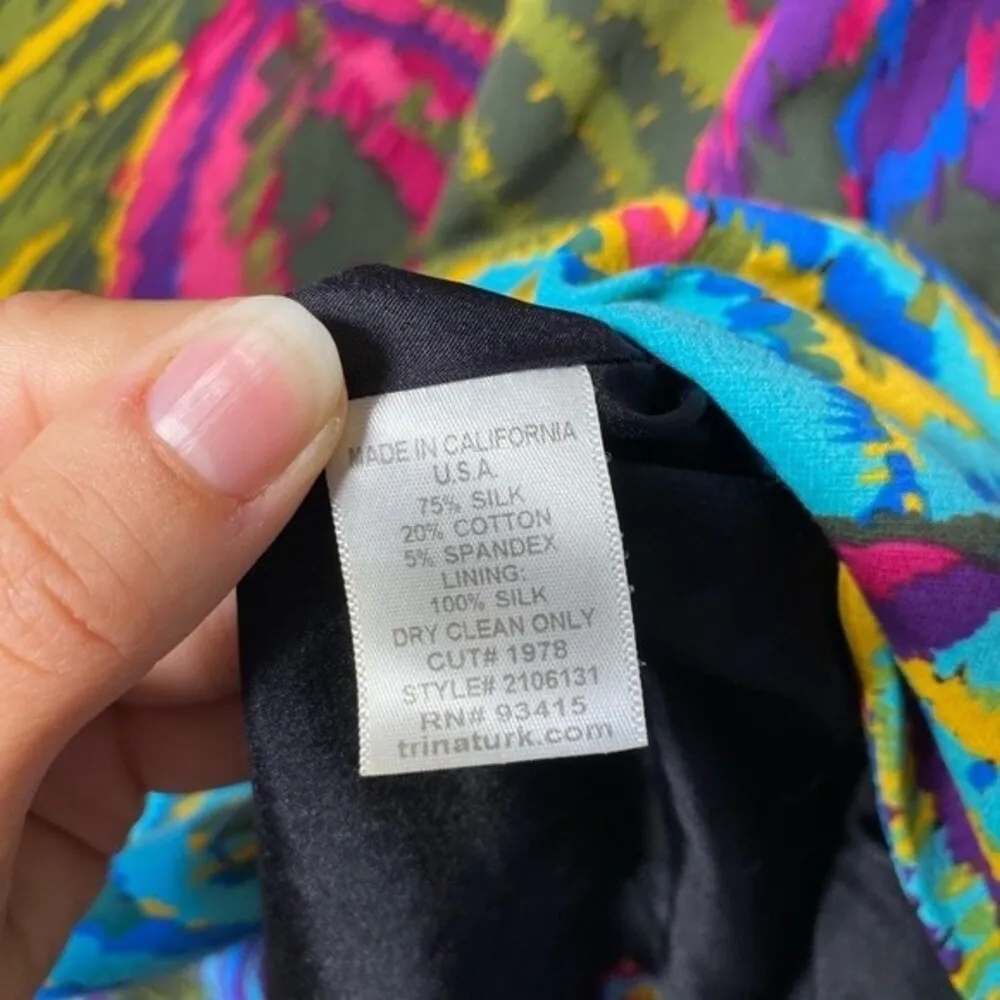 MADE IN CALIFORNIA
U.S.A.
75% SILK
20% COTTON
5% SPANDEX
LINING:
100% SILK
DRY CLEAN ONLY
CUT# 1978
STYLE# 2106131
RN# 93415
trinaturk.com